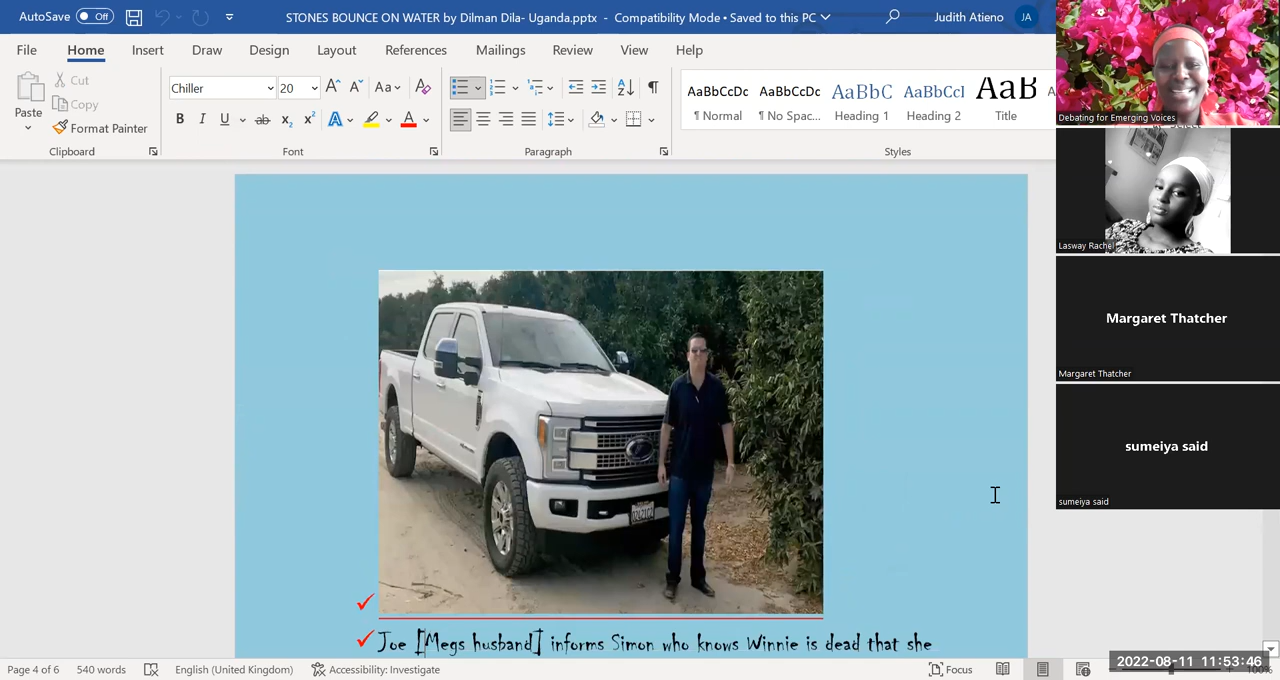 AutoSave Off STONES BOUNCE ON WATER by Dilman Dila- Uganda.pptx - Compatibility Mode • Saved to this PC Judith Atieno JA
File Home Insert Draw Design Layout References Mailings Review View Help
Cut
Copy
Paste
Format Painter
Chiller 20 Aa
B I U ab x₂ x² A A
AaBbCcDc AaBbCcDc AaBbC AaBbCcI AaB
¶ Normal ¶ No Spac... Heading 1 Heading 2 Title
Clipboard Font Paragraph Styles
Debating for Emerging Voices
Lasway Rachel
Margaret Thatcher
Margaret Thatcher
sumeiya said
sumeiya said
Joe [Megs husband] informs Simon who knows Winnie is dead that she
Page 4 of 6 540 words English (United Kingdom) Accessibility: Investigate Focus 100%
2022-08-11 11:53:46